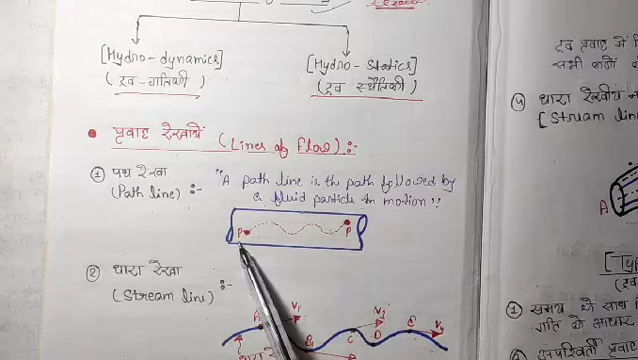 [Hydro-dynamics]
(द्रव-गतिकी)
[Hydro-Statics]
(द्रव स्थैतिकी)
• प्रवाह रेखायें (Lines of flow):-
① पथ रेखा
(Path line) :-
"A path line is the path followed by
a fluid particle in motion"
P P
② धारा रेखा
(Stream line) :-
A V₁ V₃ V₄
B C D E
द्रव प्रवाह में
सभी कणों
धारा रेखीय
[Stream line
A
①
गति के आधार